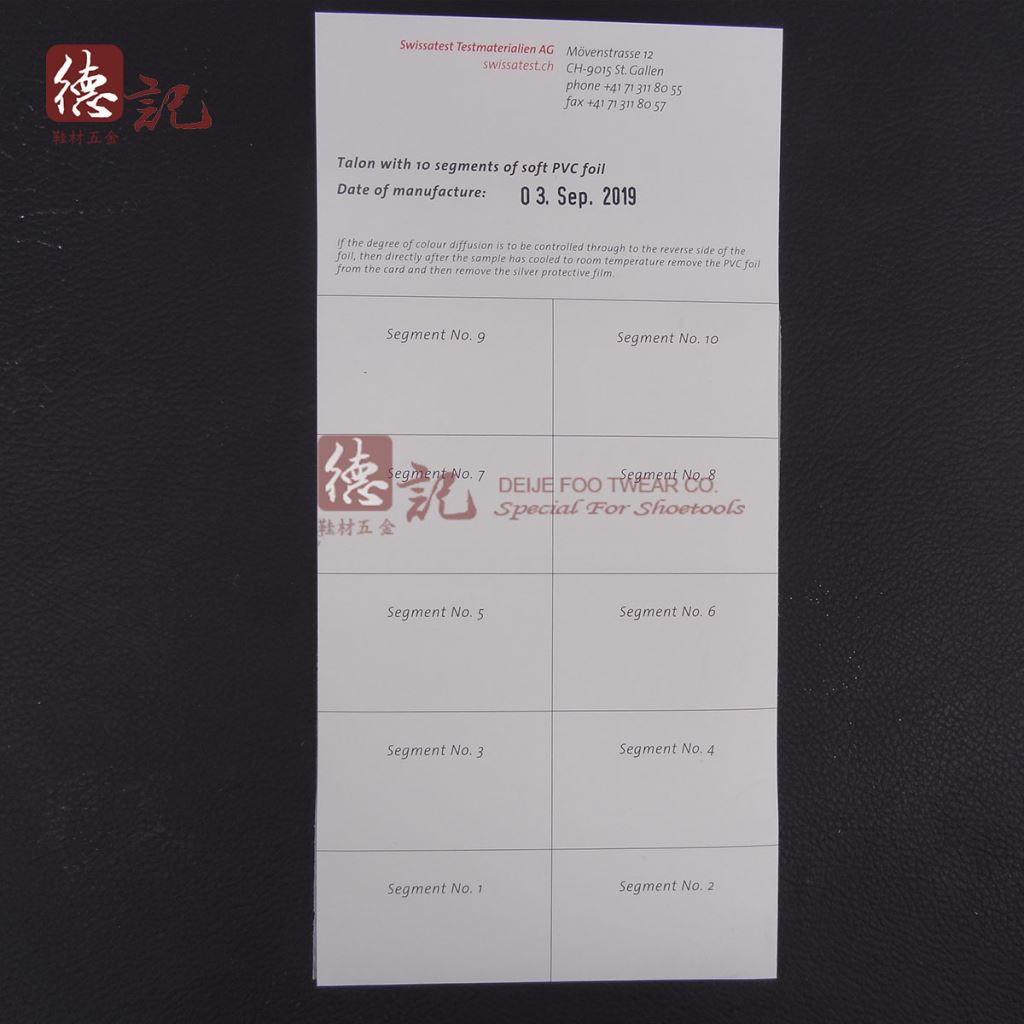 德記
鞋材五金
Swissatest Testmaterialien AG
swissatest.ch
Mövenstrasse 12
CH-9015 St. Gallen
phone +41 71 311 80 55
fax +41 71 311 80 57
Talon with 10 segments of soft PVC foil
Date of manufacture: 03. Sep. 2019
If the degree of colour diffusion is to be controlled through to the reverse side of the
foil, then directly after the sample has cooled to room temperature remove the PVC foil
from the card and then remove the silver protective film.
Segment No. 9
Segment No. 10
Segment No. 7
Segment No. 8
德記
鞋材五金
DEIJE FOO TWEAR CO.
Special For Shoetools
Segment No. 5
Segment No. 6
Segment No. 3
Segment No. 4
Segment No. 1
Segment No. 2